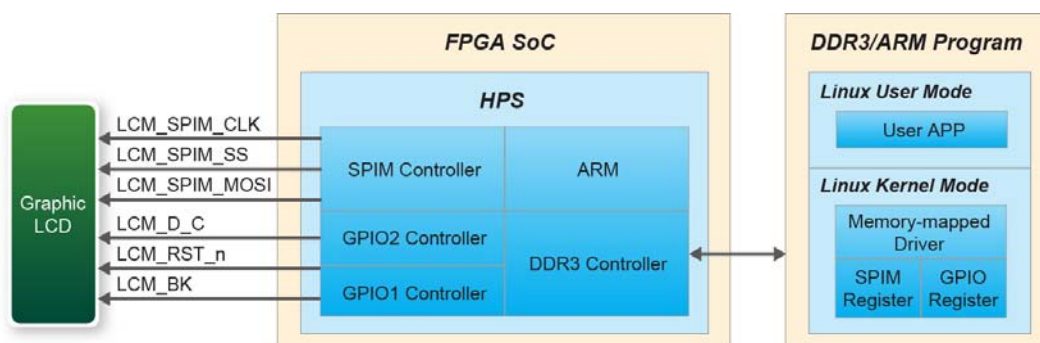 FPGA SoC
HPS
LCM_SPIM_CLK
LCM_SPIM_SS
LCM_SPIM_MOSI
LCM_D_C
LCM_RST_n
LCM_BK
Graphic
LCD
SPIM Controller
ARM
GPIO2 Controller
GPIO1 Controller
DDR3 Controller
DDR3/ARM Program
Linux User Mode
User APP
Linux Kernel Mode
Memory-mapped
Driver
SPIM
Register
GPIO
Register